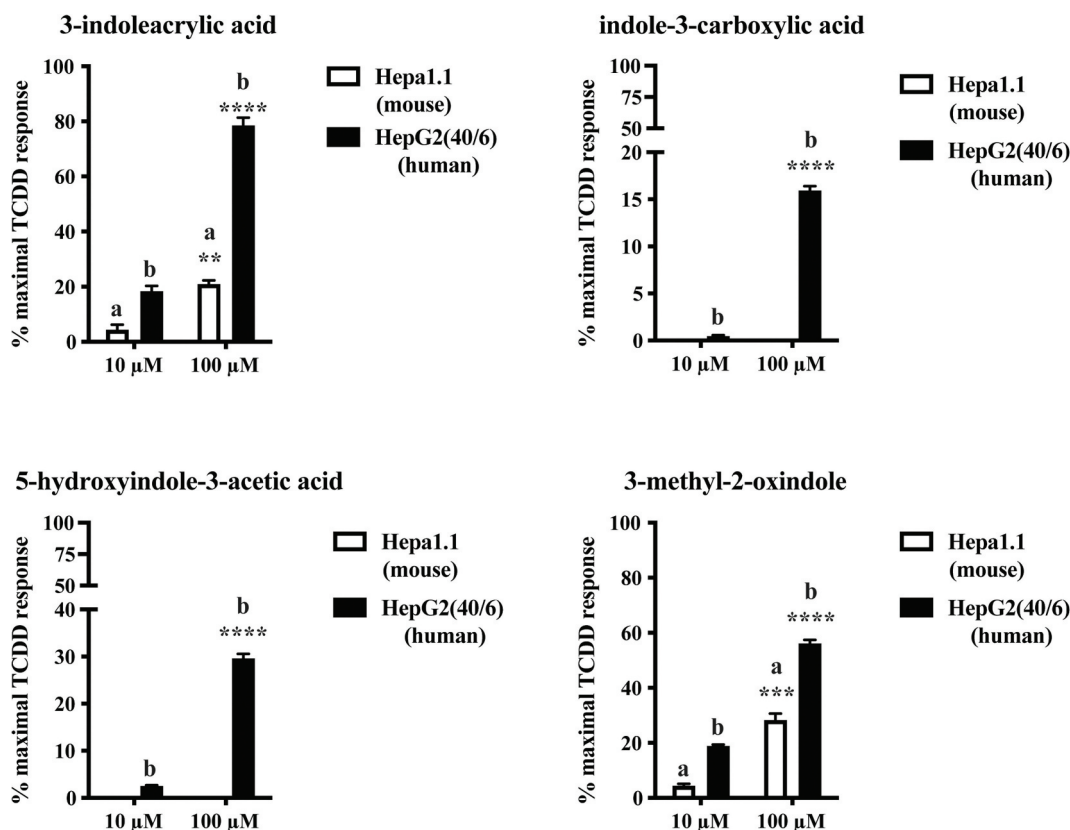 3-indoleacrylic acid
% maximal TCDD response
100
80
60
40
20
0
a
b
a
**
b
****
10 µM
100 µM
Hepa1.1
(mouse)
HepG2(40/6)
(human)
indole-3-carboxylic acid
% maximal TCDD response
100
75
50
20
15
10
5
0
b
b
****
10 µM
100 µM
Hepa1.1
(mouse)
HepG2(40/6)
(human)
5-hydroxyindole-3-acetic acid
% maximal TCDD response
100
75
50
40
30
20
10
0
b
b
****
10 µM
100 µM
Hepa1.1
(mouse)
HepG2(40/6)
(human)
3-methyl-2-oxindole
% maximal TCDD response
100
80
60
40
20
0
a
b
a
***
b
****
10 µM
100 µM
Hepa1.1
(mouse)
HepG2(40/6)
(human)